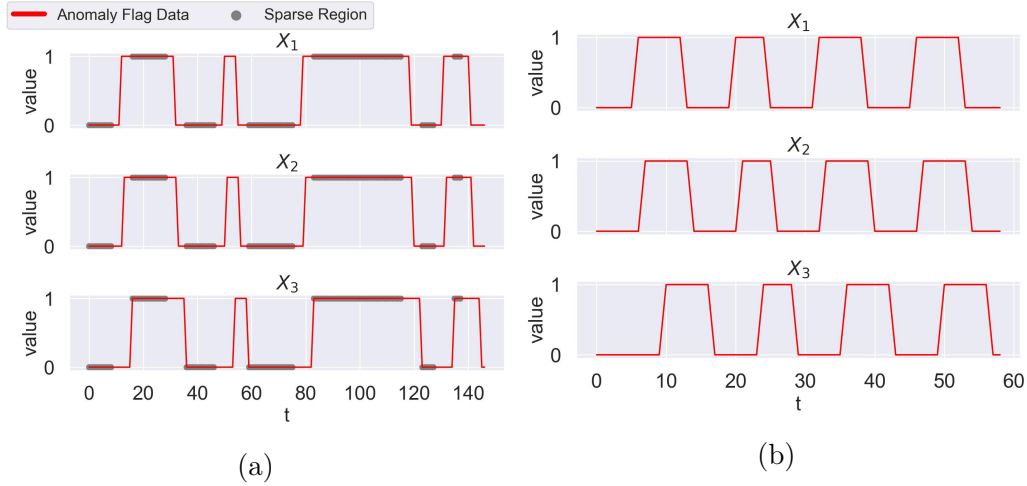 Anomaly Flag Data Sparse Region
X1
value
1
0
X2
value
1
0
X3
value
1
0
0 20 40 60 80 100 120 140
t
(a)
X1
value
1
0
X2
value
1
0
X3
value
1
0
0 10 20 30 40 50 60
t
(b)